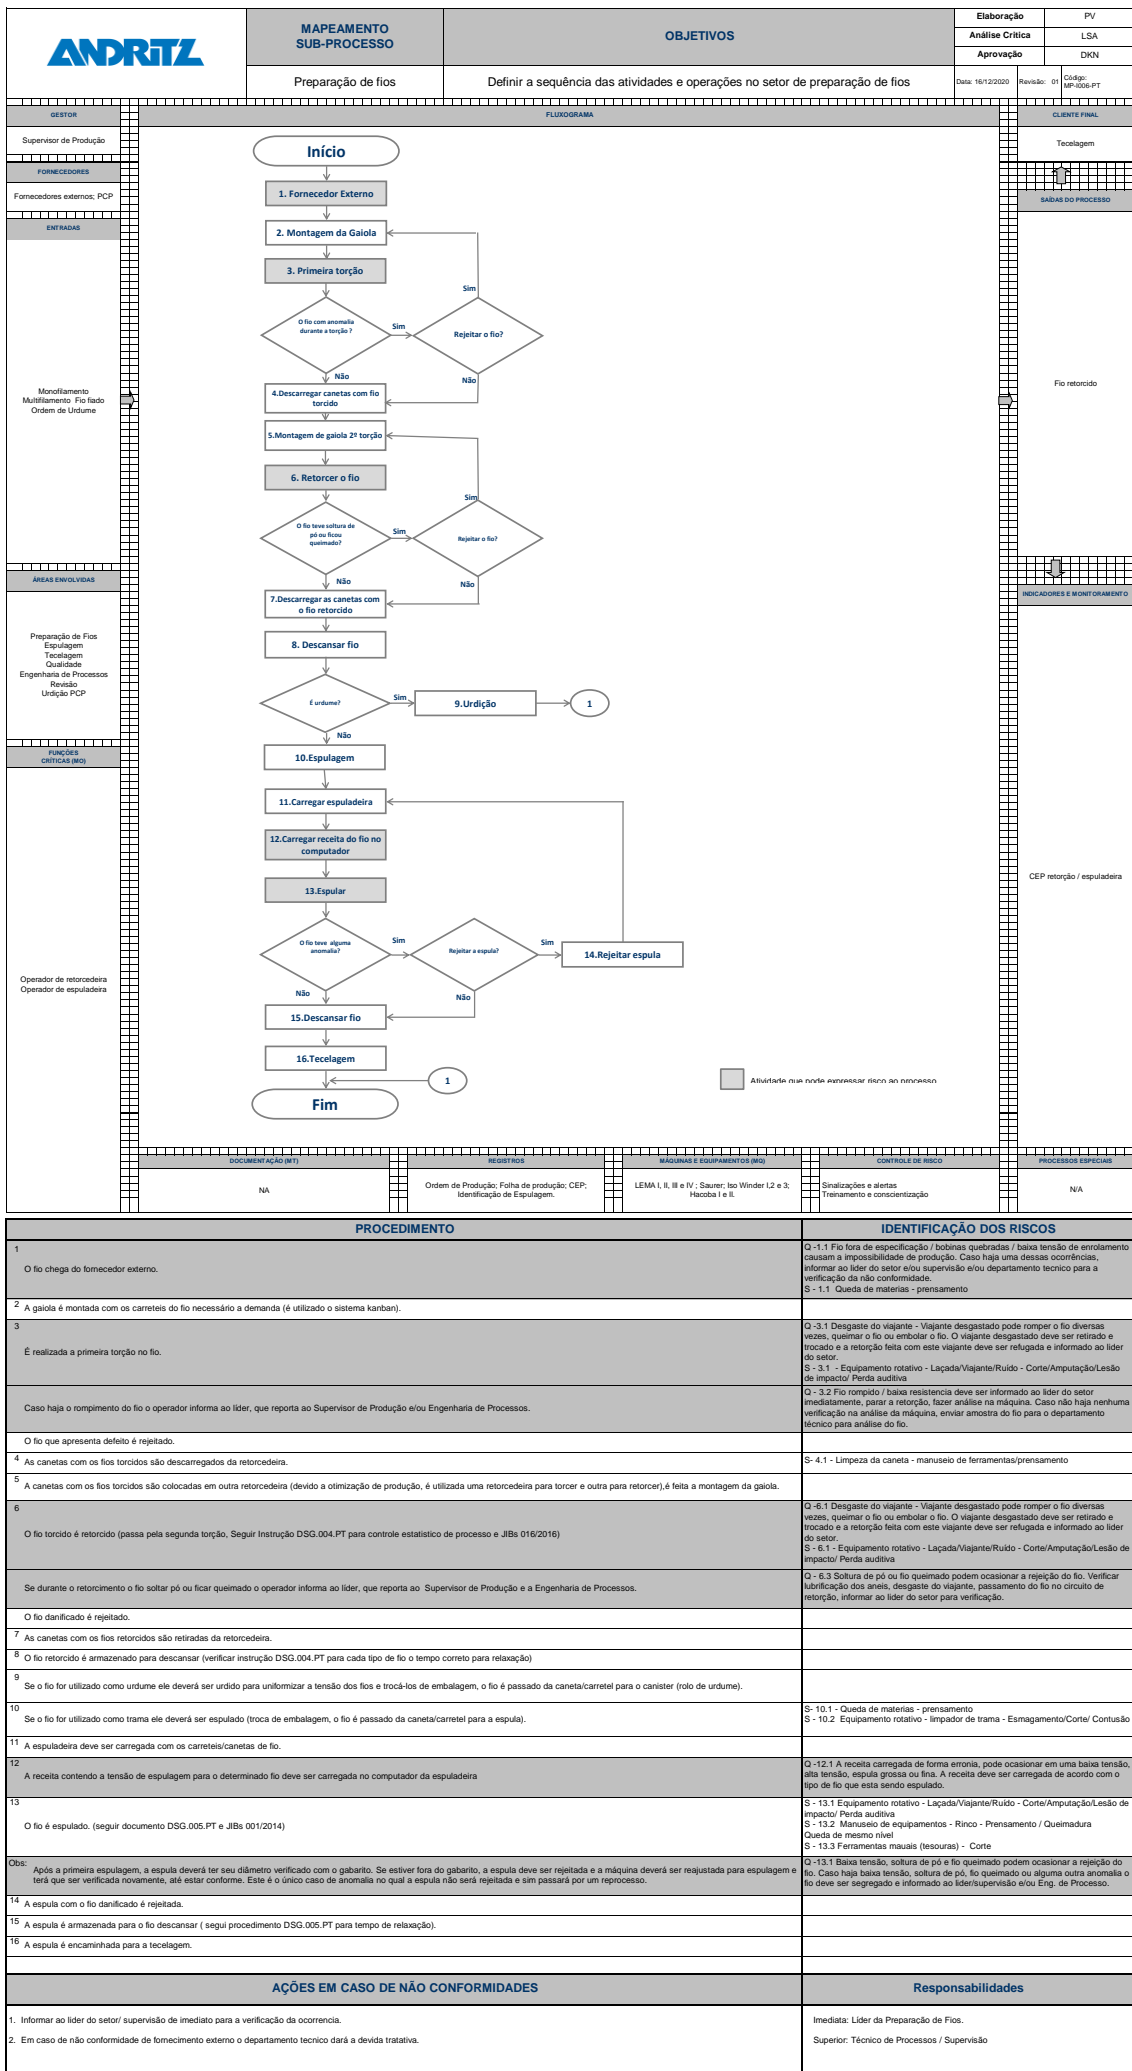 ANDRITZ
MAPEAMENTO
SUB-PROCESSO
OBJETIVOS
Elaboração
PV
Análise Critica
LSA
Aprovação
DKN
Preparação de fios
Definir a sequência das atividades e operações no setor de preparação de fios
Data: 16/12/2020
Revisão: 01
Código:
MP-I006-PT
GESTOR
Supervisor de Produção
FORNECEDORES
Fornecedores externos; PCP
ENTRADAS
Monofilamento
Multifilamento Fio fiado
Ordem de Urdume
ÁREAS ENVOLVIDAS
Preparação de Fios
Espulagem
Tecelagem
Qualidade
Engenharia de Processos
Revisão
Urdição PCP
FUNÇÕES
CRÍTICAS (MO)
Operador de retorcedeira
Operador de espuladeira
FLUXOGRAMA
Início
1. Fornecedor Externo
2. Montagem da Gaiola
3. Primeira torção
Sim
O fio com anomalia
durante a torção ?
Sim
Rejeitar o fio?
Não
Não
4.Descarregar canetas com fio
torcido
5.Montagem de gaiola 2º torção
6. Retorcer o fio
Sim
O fio teve soltura de
pó ou ficou
queimado?
Sim
Rejeitar o fio?
Não
Não
7.Descarregar as canetas com
o fio retorcido
8. Descansar fio
É urdume?
Sim
9.Urdição
1
Não
10.Espulagem
11.Carregar espuladeira
12.Carregar receita do fio no
computador
13.Espular
O fio teve alguma
anomalia?
Sim
Rejeitar a espula?
Sim
14.Rejeitar espula
Não
Não
15.Descansar fio
16.Tecelagem
1
Fim
Atividade que pode expressar risco ao processo
CLIENTE FINAL
Tecelagem
SAÍDAS DO PROCESSO
Fio retorcido
INDICADORES E MONITORAMENTO
CEP retorção / espuladeira
DOCUMENTAÇÃO (MT)
NA
REGISTROS
Ordem de Produção; Folha de produção; CEP;
Identificação de Espulagem.
MÁQUINAS E EQUIPAMENTOS (MQ)
LEMA I, II, III e IV ; Saurer; Iso Winder I,2 e 3;
Hacoba I e II.
CONTROLE DE RISCO
Sinalizações e alertas
Treinamento e conscientização
PROCESSOS ESPECIAIS
N/A
PROCEDIMENTO
IDENTIFICAÇÃO DOS RISCOS
1
O fio chega do fornecedor externo.
Q -1.1 Fio fora de especificação / bobinas quebradas / baixa tensão de enrolamento
causam a impossibilidade de produção. Caso haja uma dessas ocorrências,
informar ao lider do setor e/ou supervisão e/ou departamento tecnico para a
verificação da não conformidade.
S - 1.1 Queda de materias - prensamento
2 A gaiola é montada com os carreteis do fio necessário a demanda (é utilizado o sistema kanban).
3
É realizada a primeira torção no fio.
Q -3.1 Desgaste do viajante - Viajante desgastado pode romper o fio diversas
vezes, queimar o fio ou embolar o fio. O viajante desgastado deve ser retirado e
trocado e a retorção feita com este viajante deve ser refugada e informado ao lider
do setor.
S - 3.1 - Equipamento rotativo - Laçada/Viajante/Ruído - Corte/Amputação/Lesão
de impacto/ Perda auditiva
Caso haja o rompimento do fio o operador informa ao líder, que reporta ao Supervisor de Produção e/ou Engenharia de Processos.
Q - 3.2 Fio rompido / baixa resistencia deve ser informado ao lider do setor
imediatamente, parar a retorção, fazer análise na máquina. Caso não haja nenhuma
verificação na análise da máquina, enviar amostra do fio para o departamento
técnico para análise do fio.
O fio que apresenta defeito é rejeitado.
4 As canetas com os fios torcidos são descarregados da retorcedeira.
S- 4.1 - Limpeza da caneta - manuseio de ferramentas/prensamento
5 A canetas com os fios torcidos são colocadas em outra retorcedeira (devido a otimização de produção, é utilizada uma retorcedeira para torcer e outra para retorcer),é feita a montagem da gaiola.
6
O fio torcido é retorcido (passa pela segunda torção, Seguir Instrução DSG.004.PT para controle estatistico de processo e JIBs 016/2016)
Q -6.1 Desgaste do viajante - Viajante desgastado pode romper o fio diversas
vezes, queimar o fio ou embolar o fio. O viajante desgastado deve ser retirado e
trocado e a retorção feita com este viajante deve ser refugada e informado ao lider
do setor.
S - 6.1 - Equipamento rotativo - Laçada/Viajante/Ruído - Corte/Amputação/Lesão de
impacto/ Perda auditiva
Se durante o retorcimento o fio soltar pó ou ficar queimado o operador informa ao líder, que reporta ao Supervisor de Produção e a Engenharia de Processos.
Q - 6.3 Soltura de pó ou fio queimado podem ocasionar a rejeição do fio. Verificar
lubrificação dos aneis, desgaste do viajante, passamento do fio no circuito de
retorção, informar ao lider do setor para verificação.
O fio danificado é rejeitado.
7 As canetas com os fios retorcidos são retiradas da retorcedeira.
8 O fio retorcido é armazenado para descansar (verificar instrução DSG.004.PT para cada tipo de fio o tempo correto para relaxação)
9
Se o fio for utilizado como urdume ele deverá ser urdido para uniformizar a tensão dos fios e trocá-los de embalagem, o fio é passado da caneta/carretel para o canister (rolo de urdume).
10
Se o fio for utilizado como trama ele deverá ser espulado (troca de embalagem, o fio é passado da caneta/carretel para a espula).
S- 10.1 - Queda de materias - prensamento
S - 10.2 Equipamento rotativo - limpador de trama - Esmagamento/Corte/ Contusão
11 A espuladeira deve ser carregada com os carreteis/canetas de fio.
12
A receita contendo a tensão de espulagem para o determinado fio deve ser carregada no computador da espuladeira
Q -12.1 A receita carregada de forma erronia, pode ocasionar em uma baixa tensão,
alta tensão, espula grossa ou fina. A receita deve ser carregada de acordo com o
tipo de fio que esta sendo espulado.
13
O fio é espulado. (seguir documento DSG.005.PT e JIBs 001/2014)
S - 13.1 Equipamento rotativo - Laçada/Viajante/Ruído - Corte/Amputação/Lesão de
impacto/ Perda auditiva
S - 13.2 Manuseio de equipamentos - Rinco - Prensamento / Queimadura
Queda de mesmo nível
S - 13.3 Ferramentas mauais (tesouras) - Corte
Obs:
Após a primeira espulagem, a espula deverá ter seu diâmetro verificado com o gabarito. Se estiver fora do gabarito, a espula deve ser rejeitada e a máquina deverá ser reajustada para espulagem e
terá que ser verificada novamente, até estar conforme. Este é o único caso de anomalia no qual a espula não será rejeitada e sim passará por um reprocesso.
Q -13.1 Baixa tensão, soltura de pó e fio queimado podem ocasionar a rejeição do
fio. Caso haja baixa tensão, soltura de pó, fio queimado ou alguma outra anomalia o
fio deve ser segregado e informado ao lider/supervisão e/ou Eng. de Processo.
14 A espula com o fio danificado é rejeitada.
15 A espula é armazenada para o fio descansar ( segui procedimento DSG.005.PT para tempo de relaxação).
16 A espula é encaminhada para a tecelagem.
AÇÕES EM CASO DE NÃO CONFORMIDADES
Responsabilidades
1. Informar ao lider do setor/ supervisão de imediato para a verificação da ocorrencia.
Imediata: Líder da Preparação de Fios.
2. Em caso de não conformidade de fornecimento externo o departamento tecnico dará a devida tratativa.
Superior: Técnico de Processos / Supervisão